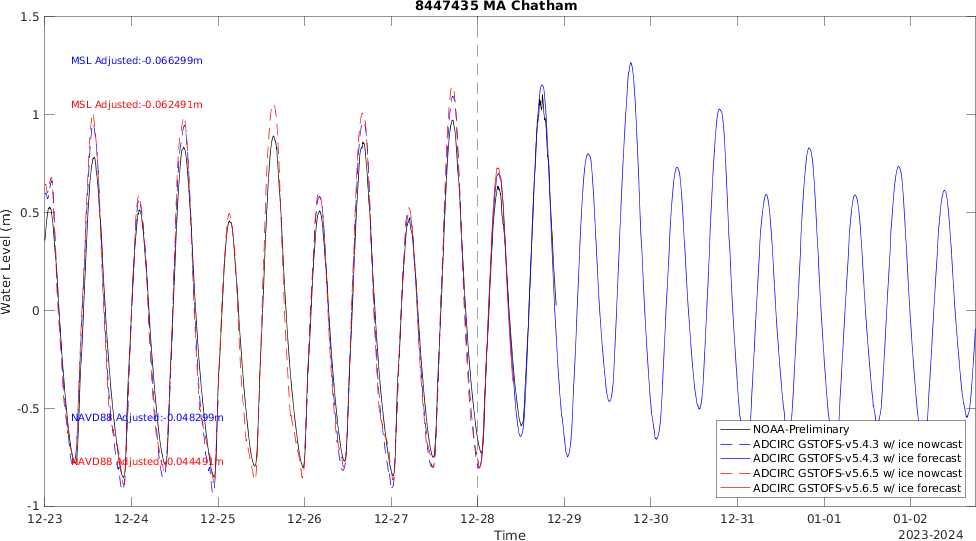 8447435 MA Chatham
1.5
MSL Adjusted:-0.066299m
MSL Adjusted:-0.062491m
1
0.5
Water Level (m)
0
-0.5
NAVD88 Adjusted:-0.048299m
NOAA-Preliminary
ADCIRC GSTOFS-v5.4.3 w/ ice nowcast
ADCIRC GSTOFS-v5.4.3 w/ ice forecast
NAVD88 Adjusted:-0.044491m
ADCIRC GSTOFS-v5.6.5 w/ ice nowcast
ADCIRC GSTOFS-v5.6.5 w/ ice forecast
-1
12-23 12-24 12-25 12-26 12-27 12-28 12-29 12-30 12-31 01-01 01-02
Time
2023-2024